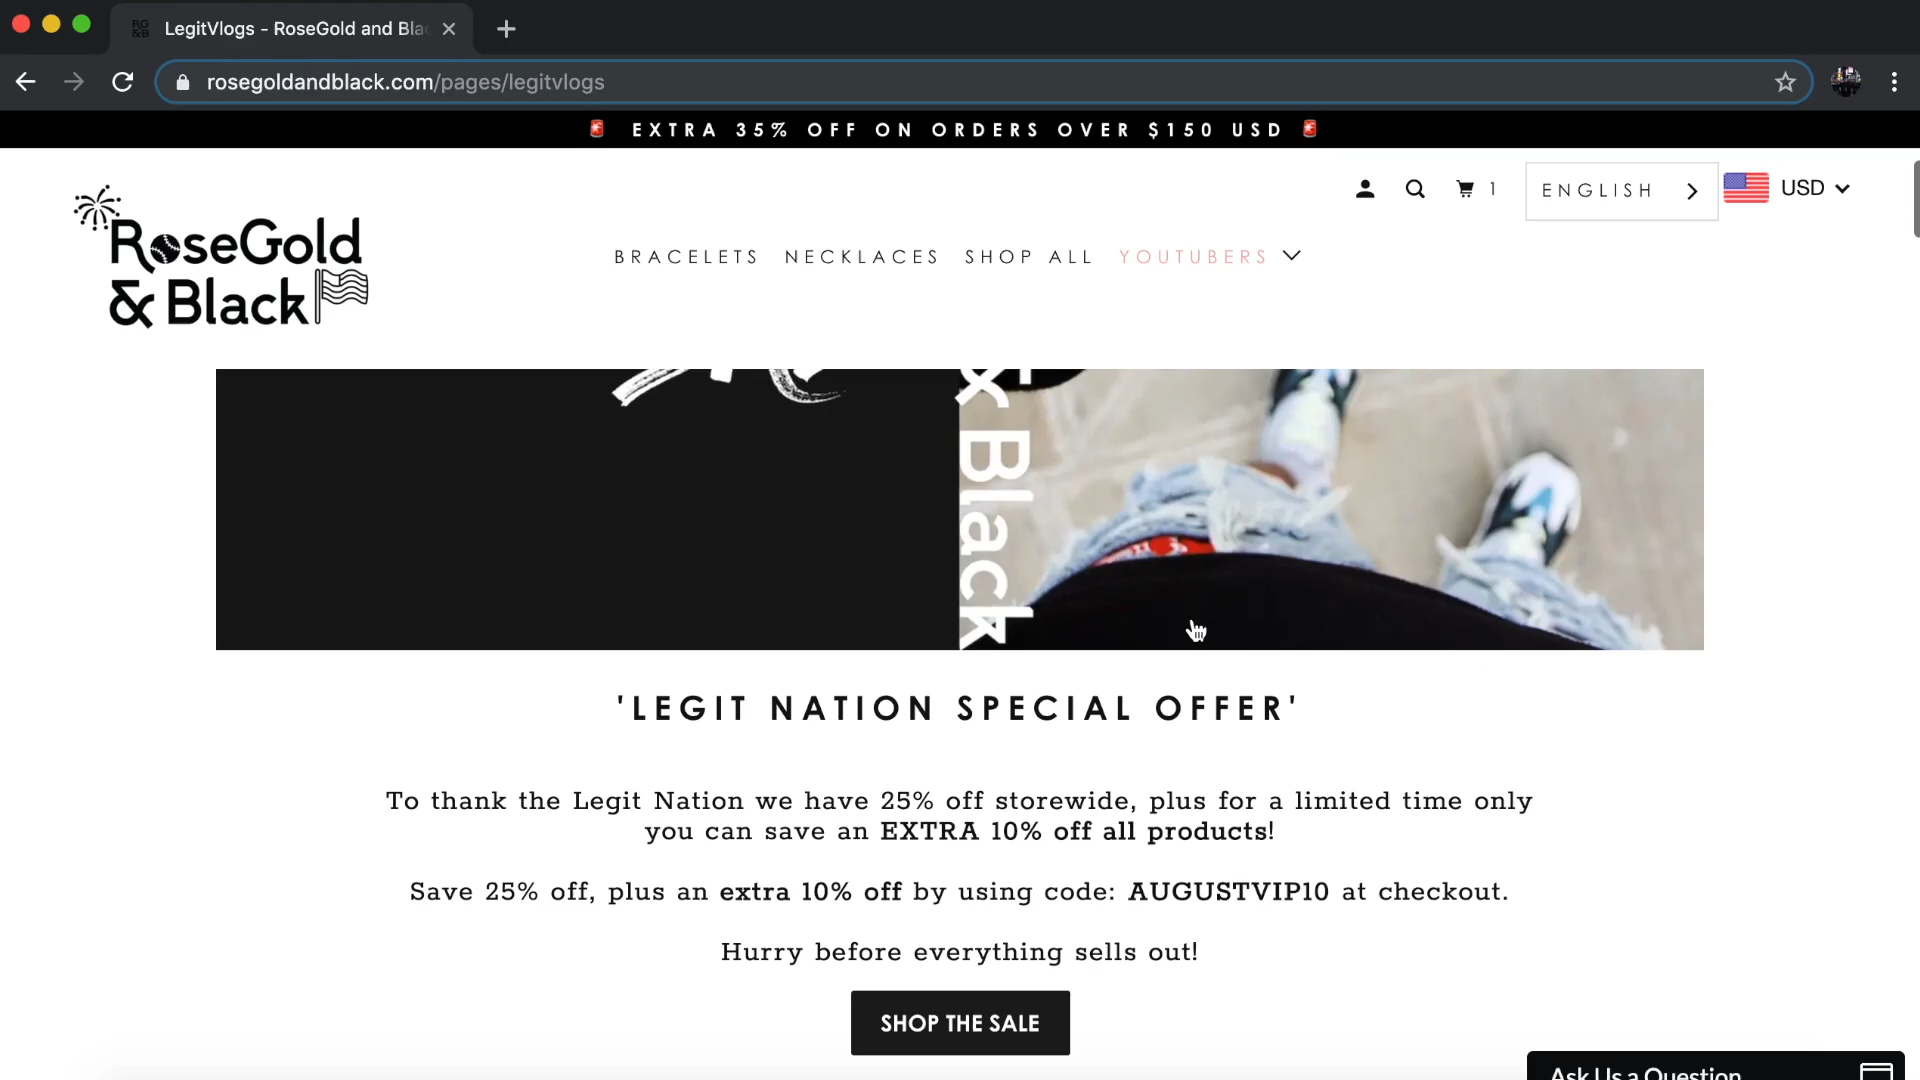 LegitVlogs - RoseGold and Bla
rosegoldandblack.com/pages/legitvlogs
EXTRA 35% OFF ON ORDERS OVER $150 USD
1
ENGLISH
USD
RoseGold
& Black
BRACELETS NECKLACES SHOP ALL YOUTUBERS
Black
'LEGIT NATION SPECIAL OFFER'
To thank the Legit Nation we have 25% off storewide, plus for a limited time only
you can save an EXTRA 10% off all products!
Save 25% off, plus an extra 10% off by using code: AUGUSTVIP10 at checkout.
Hurry before everything sells out!
SHOP THE SALE
Ask Us a Question